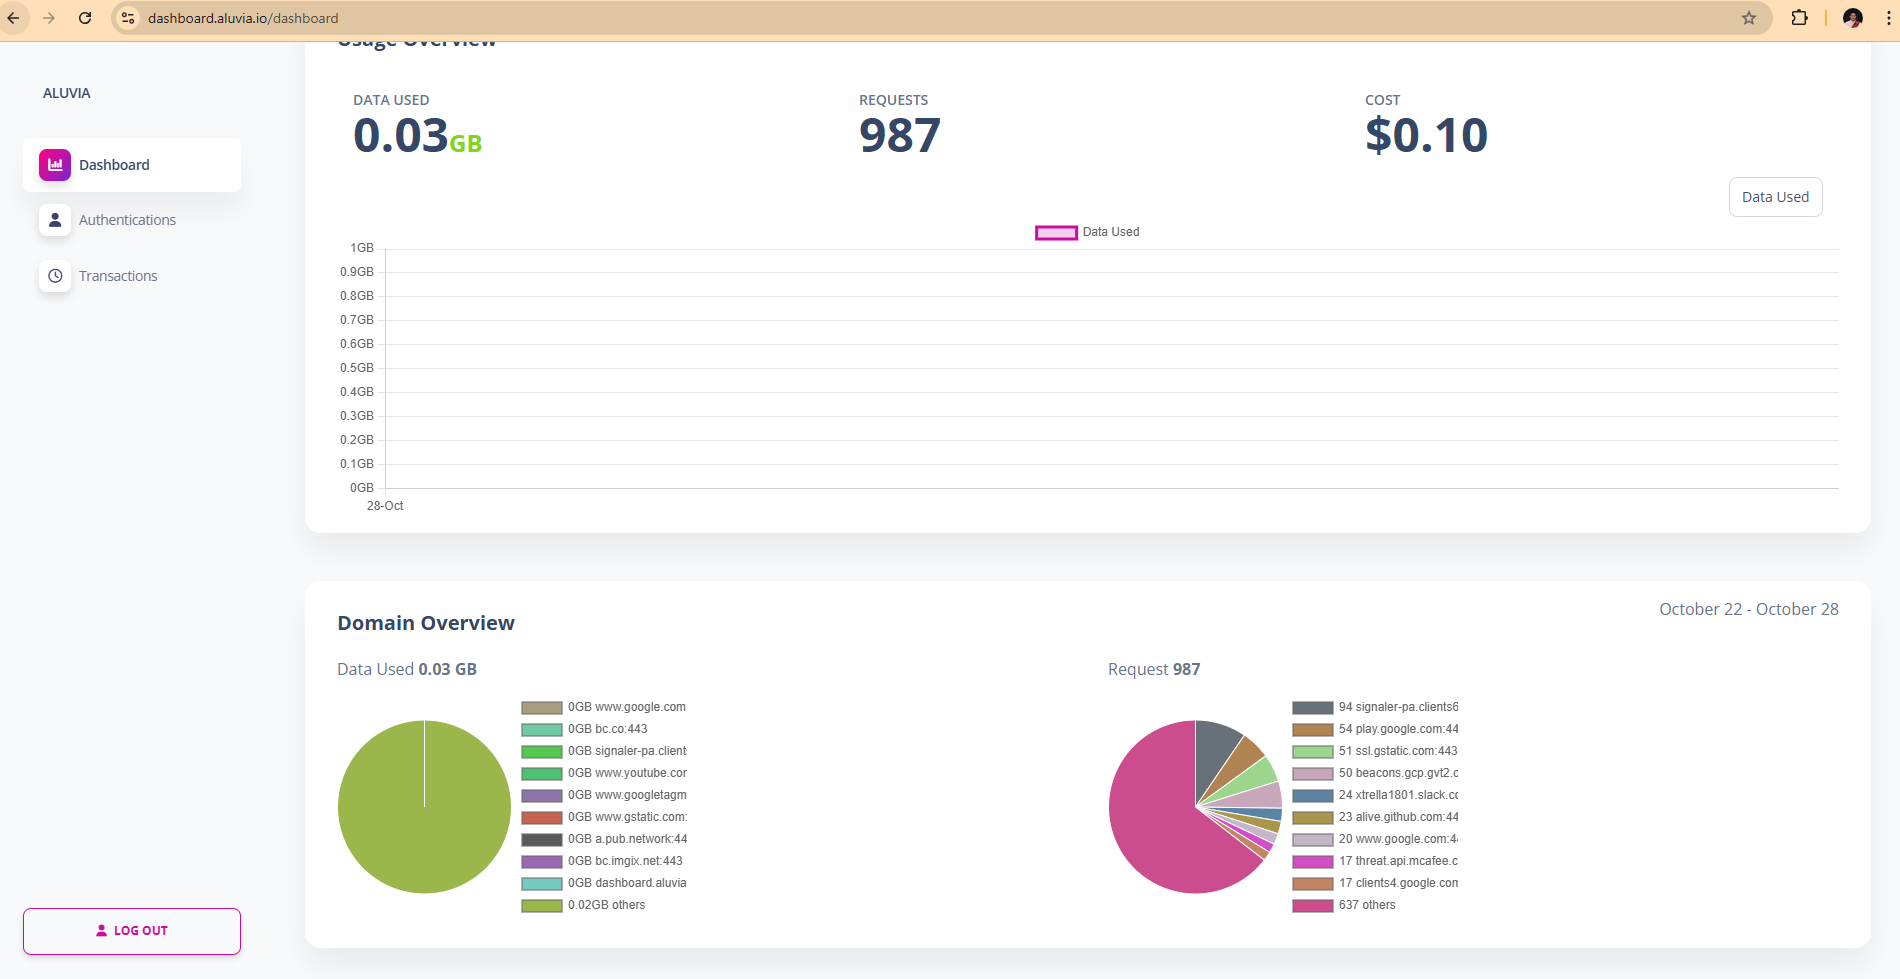 dashboard.aluvia.io/dashboard
Usage Overview
ALUVIA
Dashboard
Authentications
Transactions
LOG OUT
DATA USED
0.03GB
REQUESTS
987
COST
$0.10
Data Used
Data Used
1GB
0.9GB
0.8GB
0.7GB
0.6GB
0.5GB
0.4GB
0.3GB
0.2GB
0.1GB
0GB
28-Oct
Domain Overview
October 22 - October 28
Data Used 0.03 GB
0GB www.google.com
0GB bc.co:443
0GB signaler-pa.client
0GB www.youtube.cor
0GB www.googletagm
0GB www.gstatic.com:
0GB a.pub.network:44
0GB bc.imgix.net:443
0GB dashboard.aluvia
0.02GB others
Request 987
94 signaler-pa.clients6
54 play.google.com:44
51 ssl.gstatic.com:443
50 beacons.gcp.gvt2.c
24 xtrella1801.slack.cc
23 alive.github.com:44
20 www.google.com:4
17 threat.api.mcafee.c
17 clients4.google.con
637 others